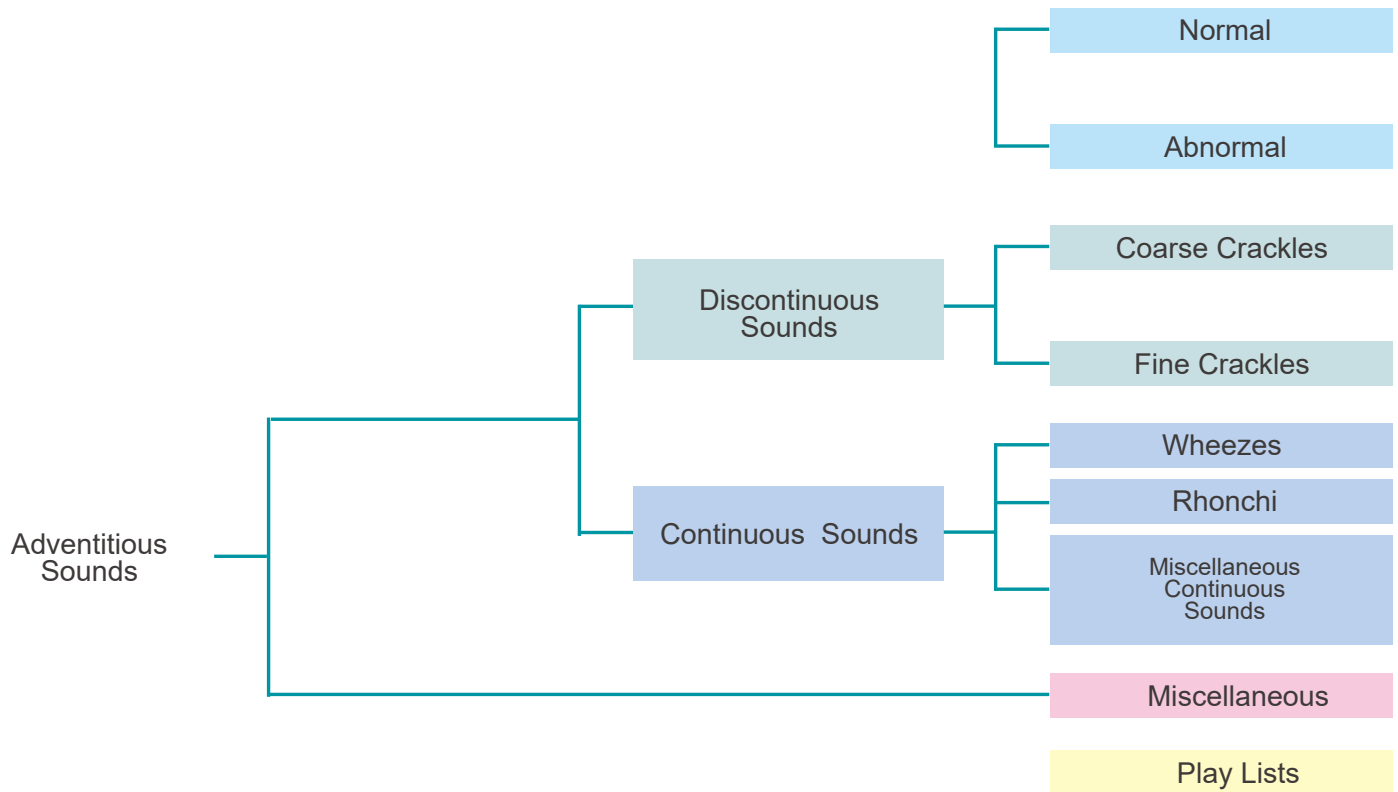 Normal
Abnormal
Coarse Crackles
Discontinuous
Sounds
Fine Crackles
Wheezes
Rhonchi
Continuous Sounds
Adventitious
Sounds
Miscellaneous
Continuous
Sounds
Miscellaneous
Play Lists